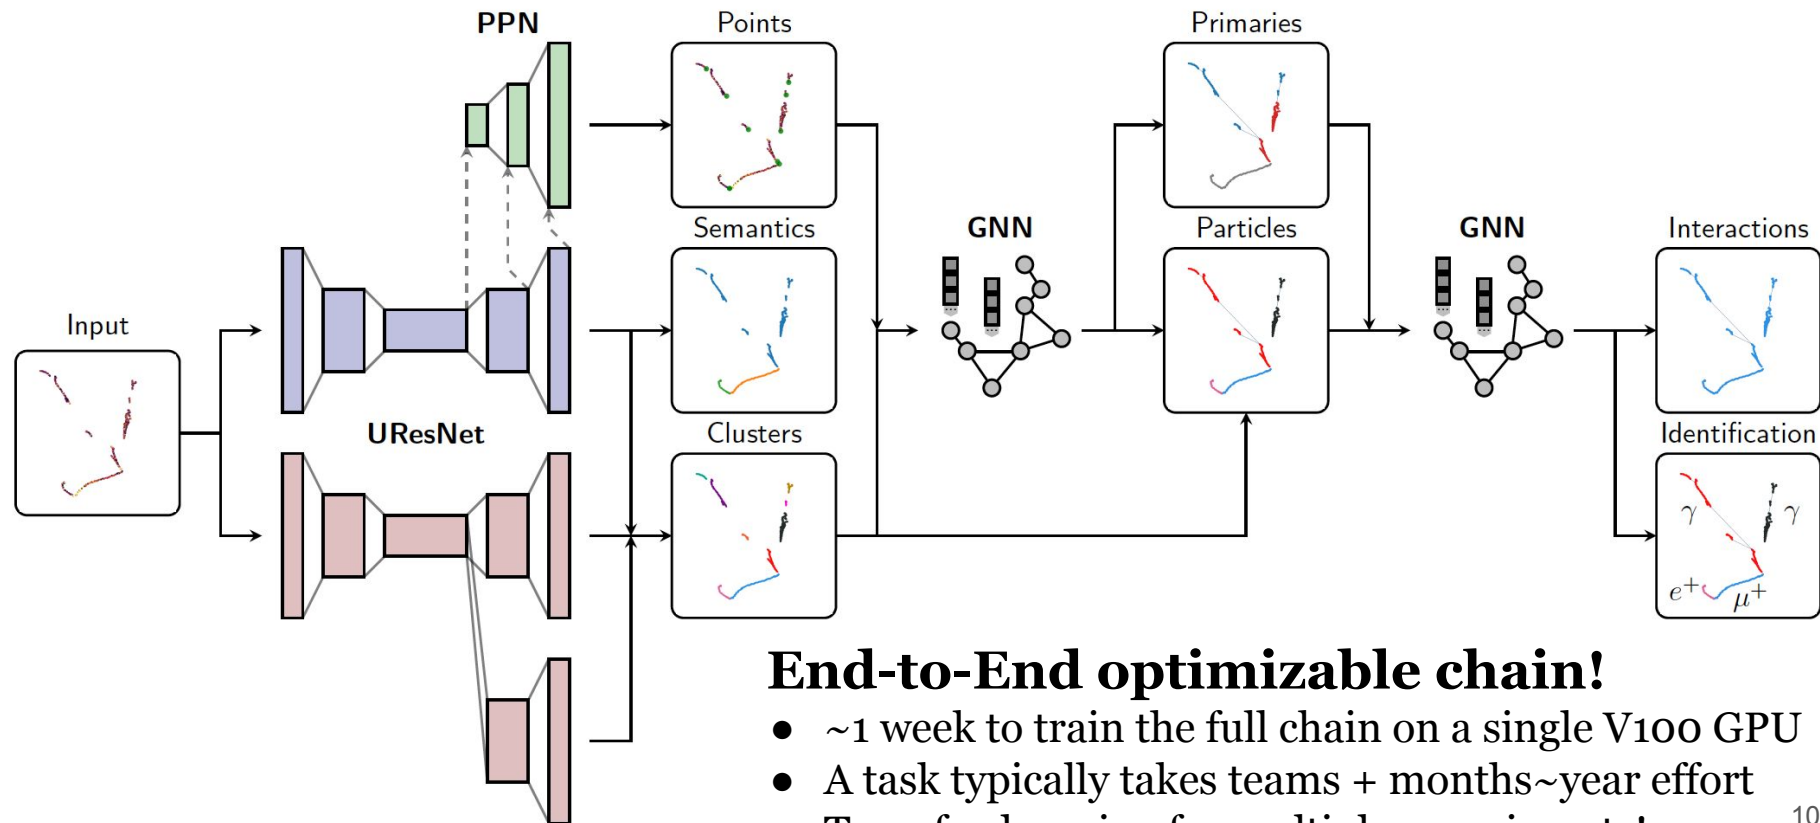 PPN
Points
Primaries
Semantics
GNN
Particles
GNN
Interactions
Input
URessNet
Clusters
Identification
γ
γ
e+
μ+
End-to-End optimizable chain!
● ~1 week to train the full chain on a single V100 GPU
● A task typically takes teams + months~year effort
10